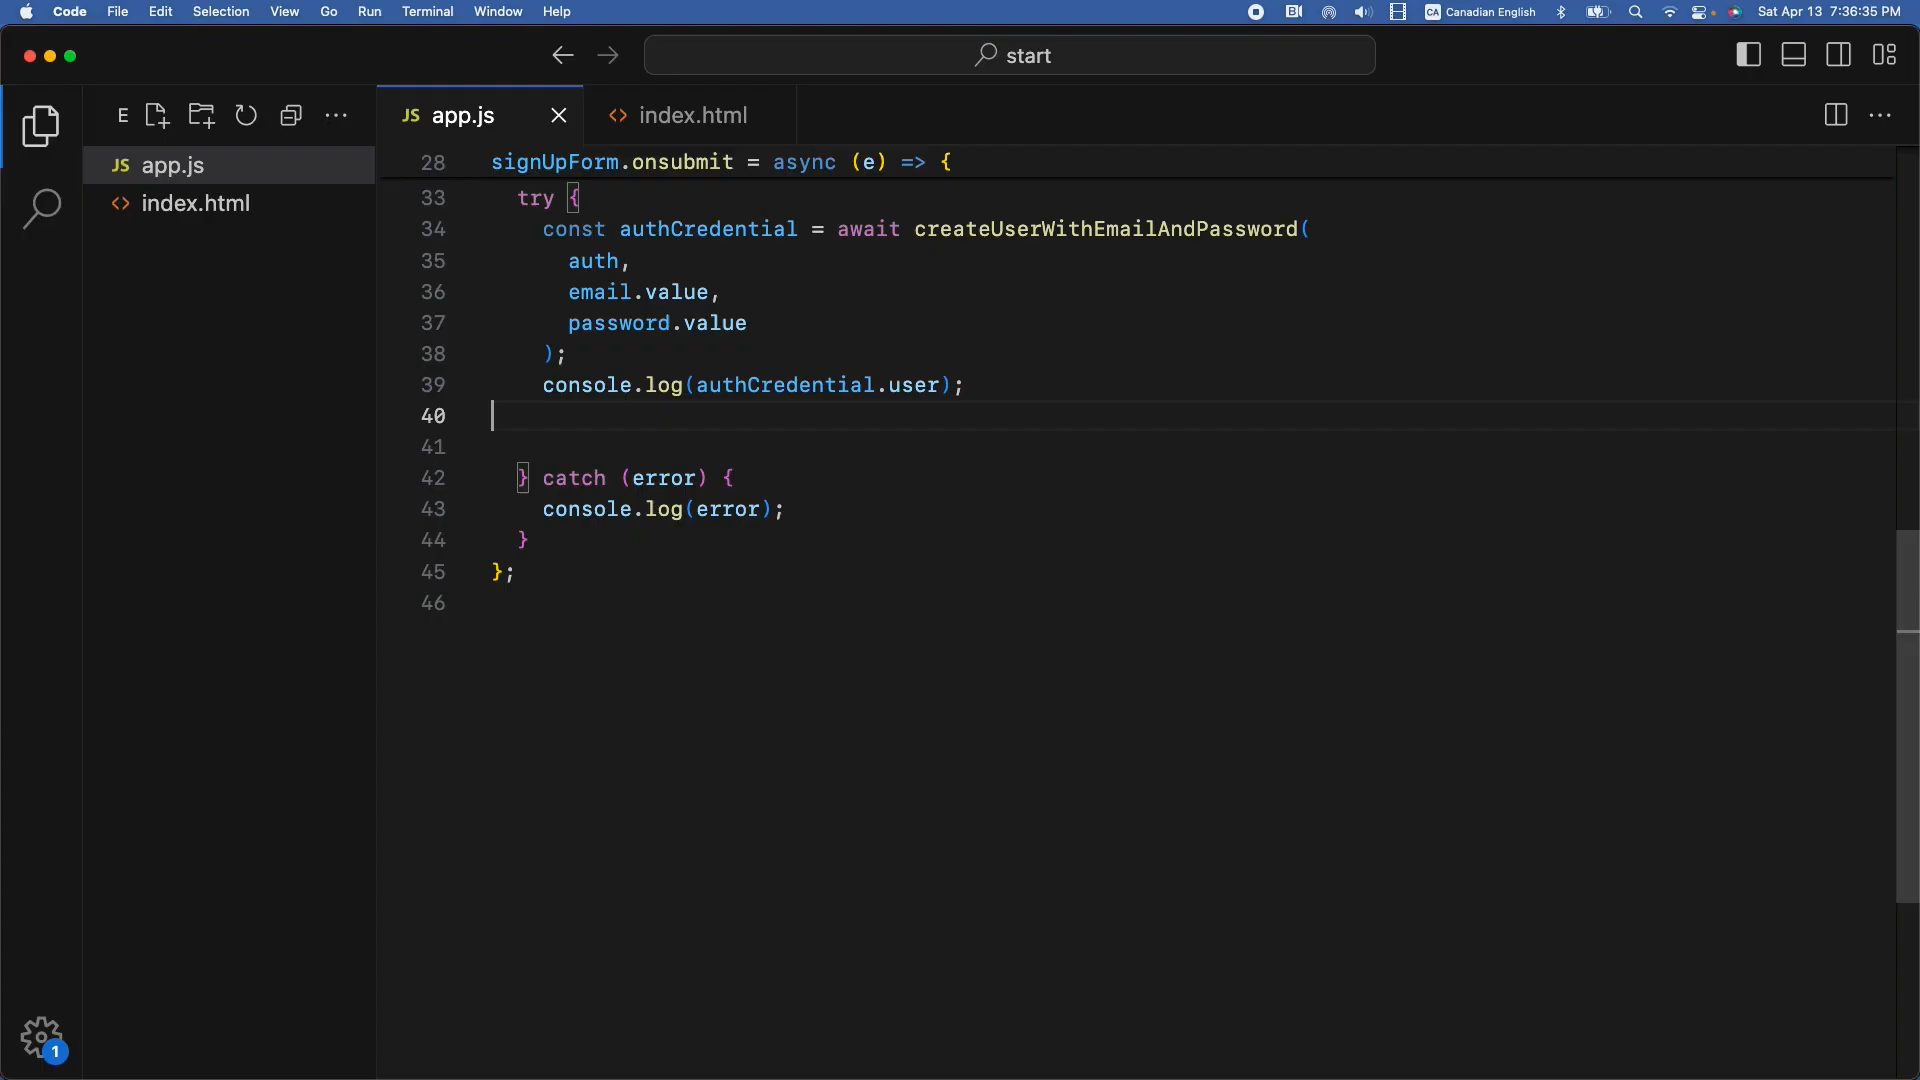 Code File Edit Selection View Go Run Terminal Window Help CA Canadian English Sat Apr 13 7:36:35 PM
start
E
JS app.js
<> index.html
JS app.js
<> index.html
28 signUpForm.onsubmit = async (e) => {
33 try {
34 const authCredential = await createUserWithEmailAndPassword(
35 auth,
36 email.value,
37 password.value
38 );
39 console.log(authCredential.user);
40
41
42 } catch (error) {
43 console.log(error);
44 }
45 };
46
1